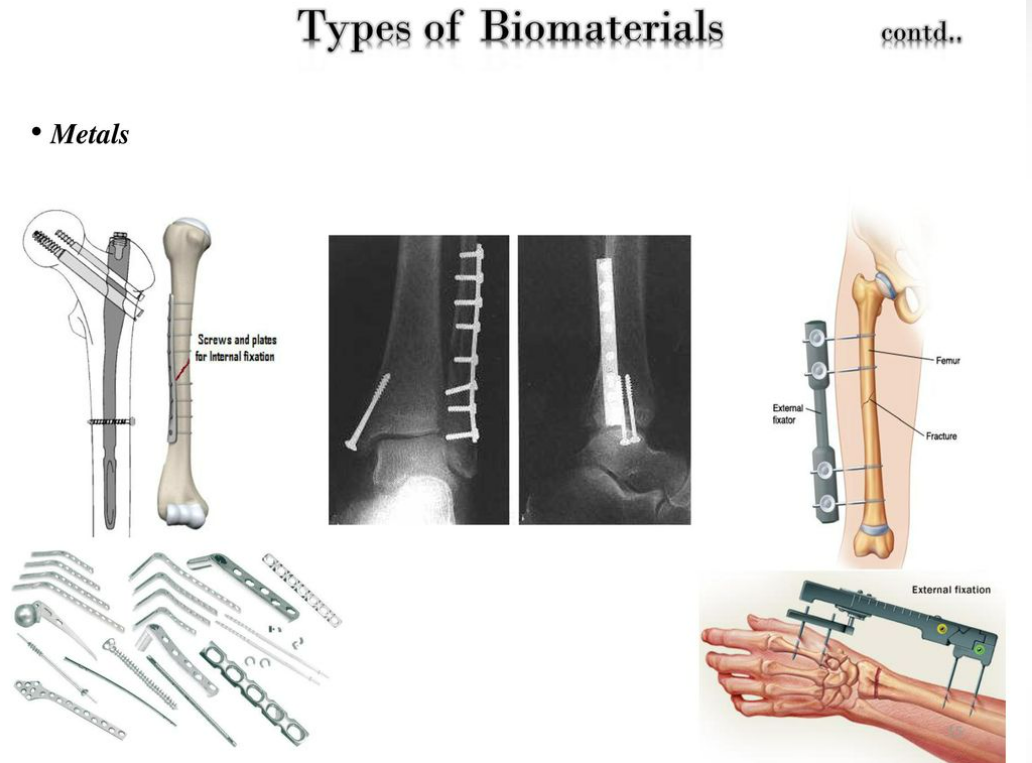 Types of Biomaterials contd..
• Metals
Screws and plates
for Internal fixation
Femur
External
fixator
Fracture
External fixation